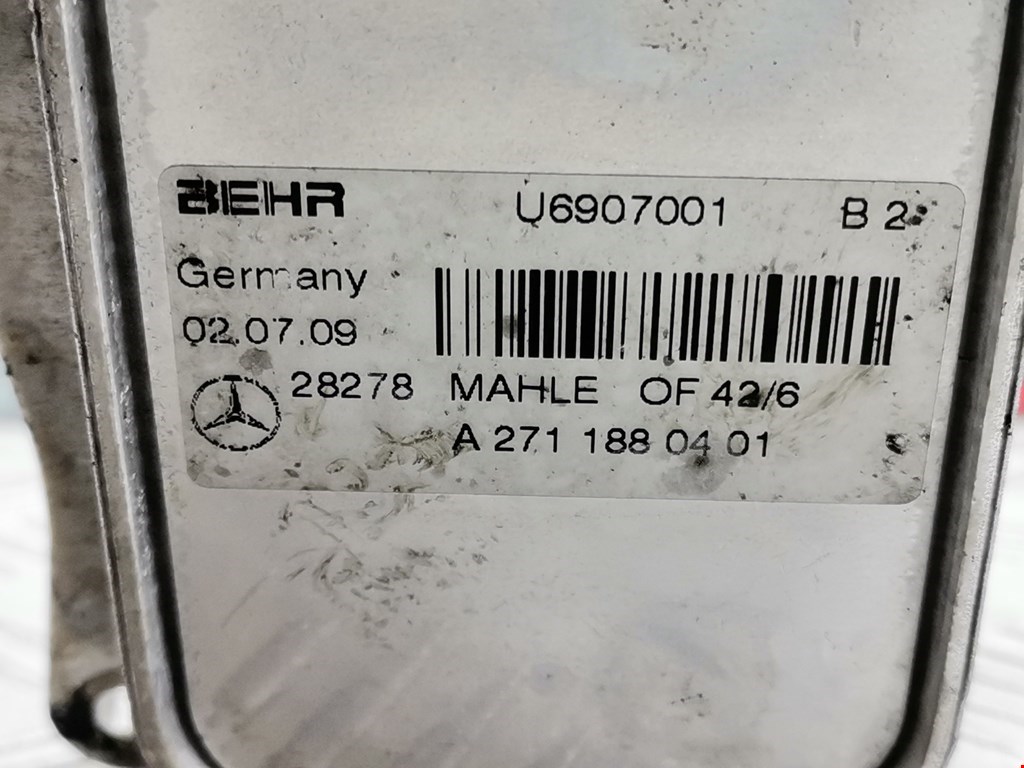 BEHR U6907001 B 2
Germany
02.07.09
28278 MAHLE OF 42/6
A 271 188 04 01